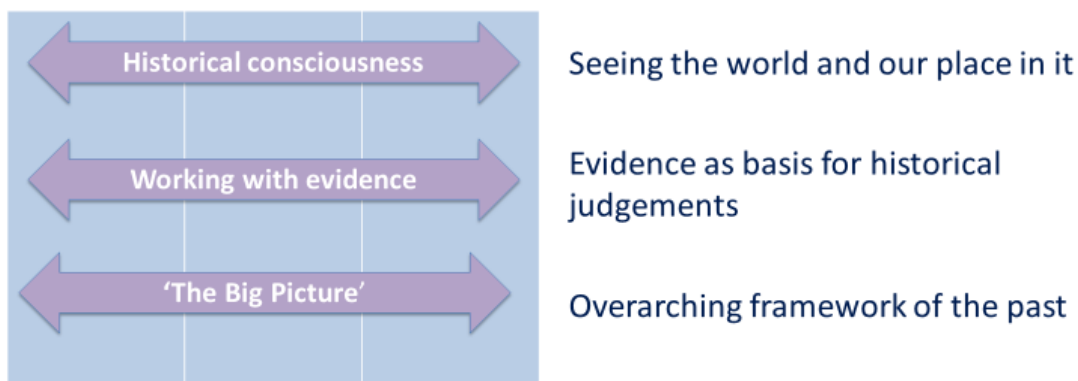 Historical consciousness
Seeing the world and our place in it
Working with evidence
Evidence as basis for historical
judgements
‘The Big Picture’
Overarching framework of the past